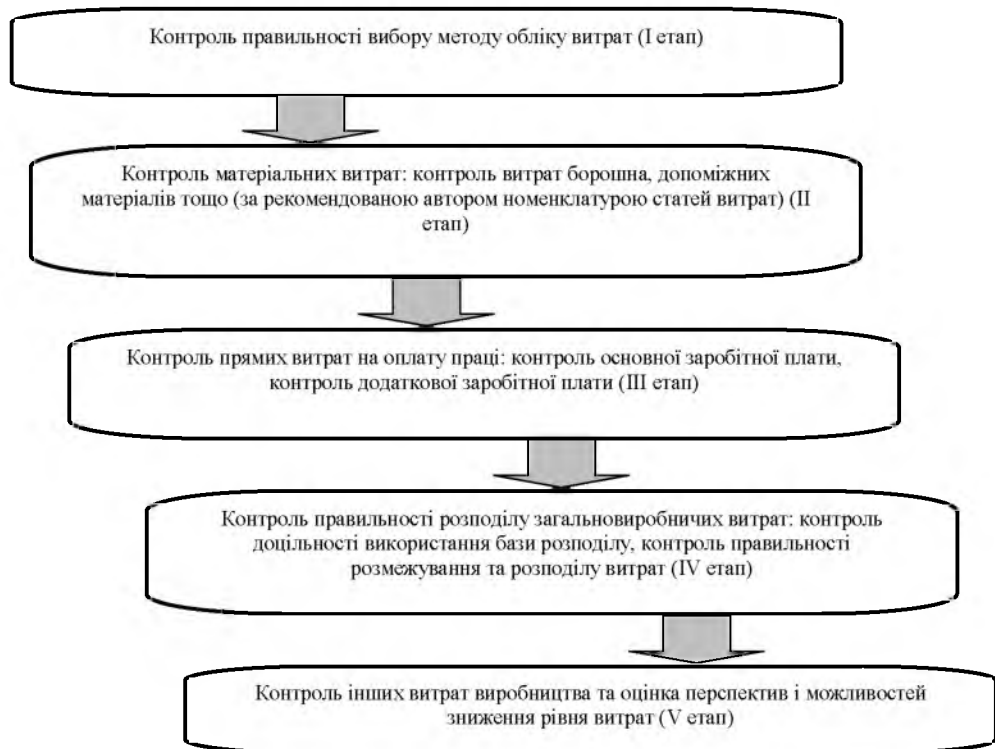 Контроль правильності вибору методу обліку витрат (І етап)
Контроль матеріальних витрат: контроль витрат борошна, допоміжних
матеріалів тощо (за рекомендованою автором номенклатурою статей витрат) (ІІ
етап)
Контроль прямих витрат на оплату праці: контроль основної заробітної плати,
контроль додаткової заробітної плати (ІІІ етап)
Контроль правильності розподілу загальновиробничих витрат: контроль
доцільності використання бази розподілу, контроль правильності
розмежування та розподілу витрат (IV етап)
Контроль інших витрат виробництва та оцінка перспектив і можливостей
зниження рівня витрат (V етап)